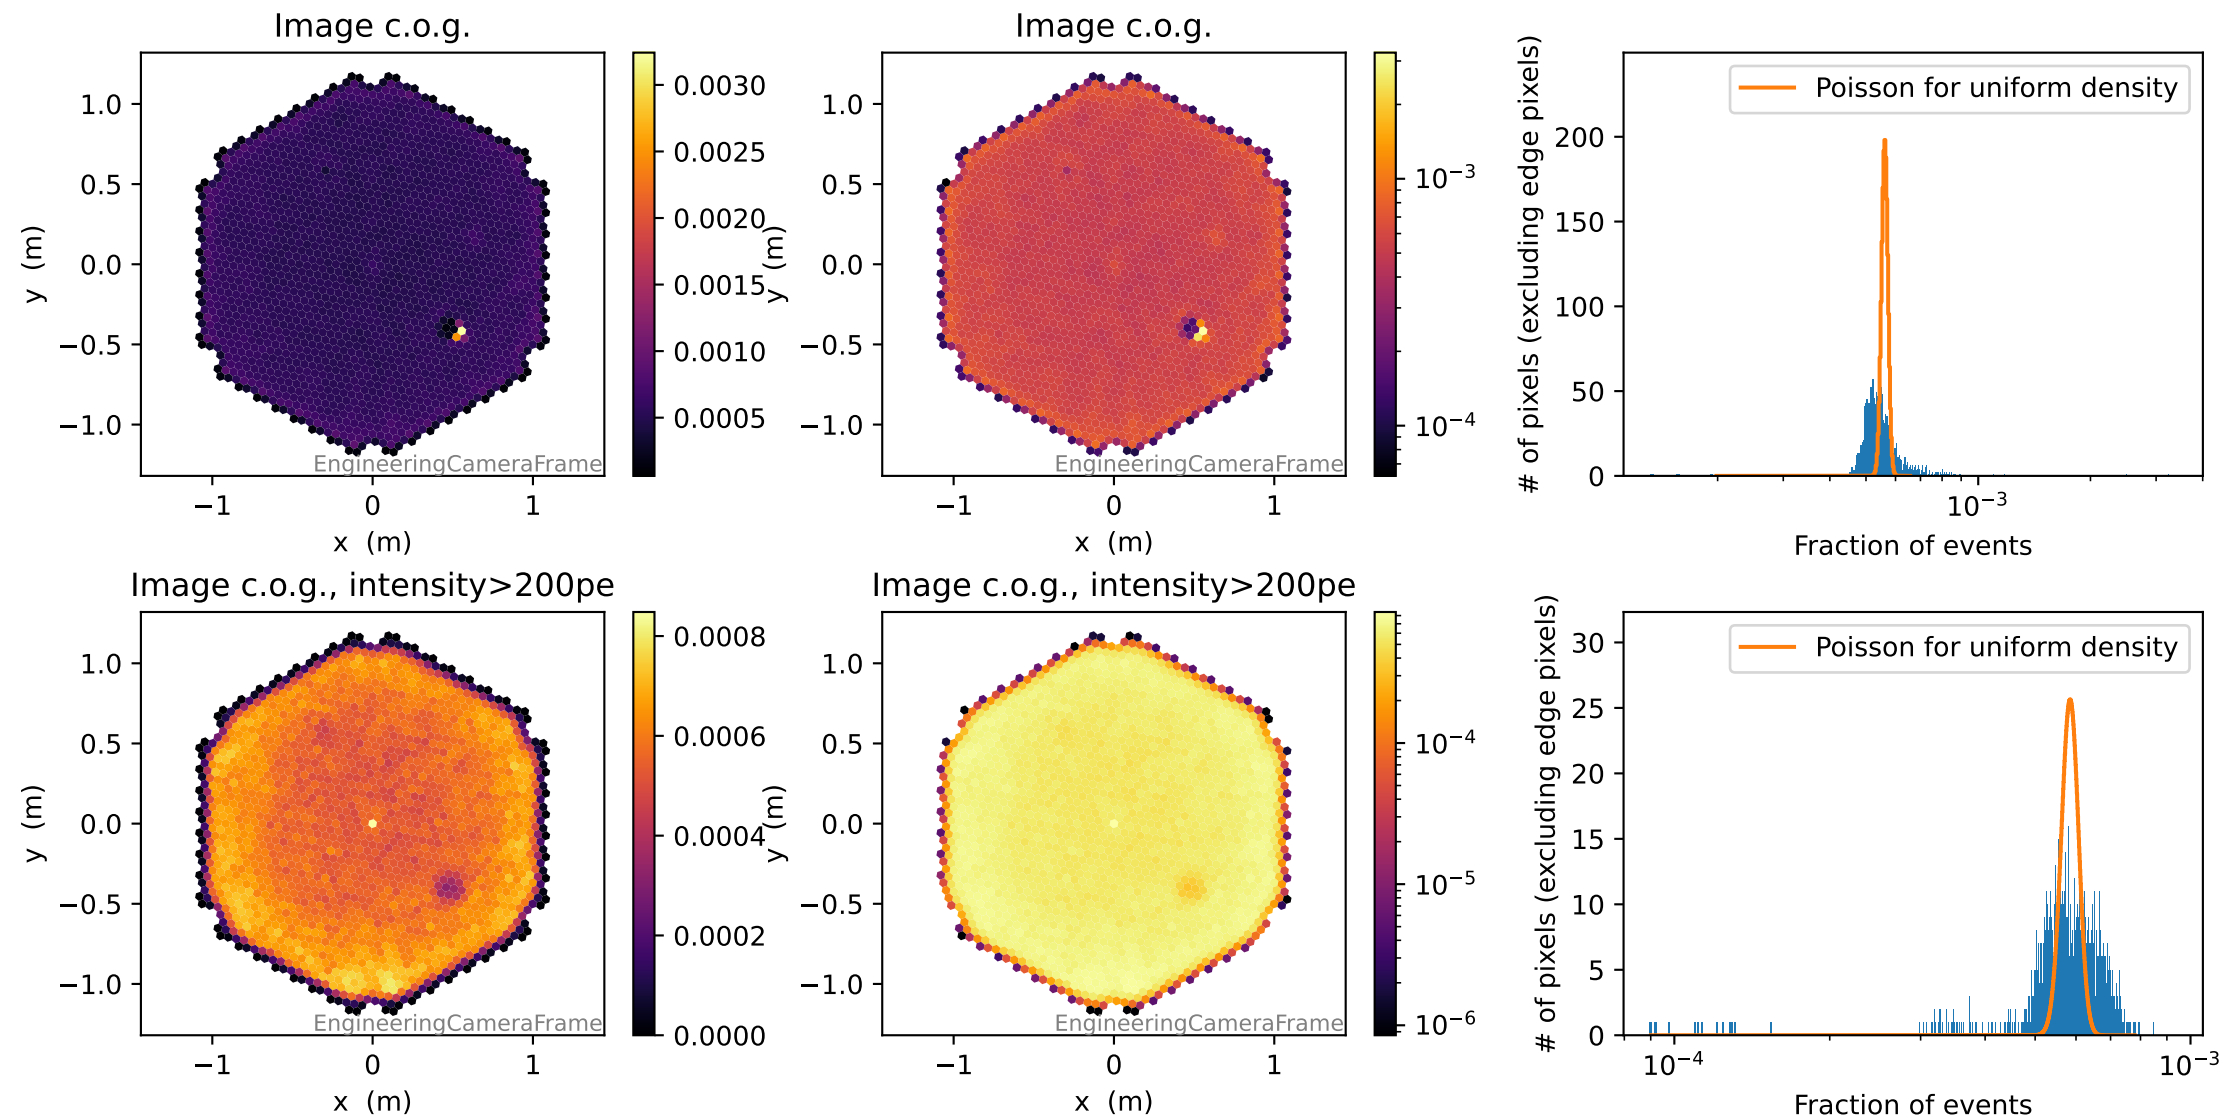 Image c.o.g.
1.0
0.5
0.0
−0.5
−1.0
y (m)
−1
0
1
x (m)
EngineeringCameraFrame
0.0030
0.0025
0.0020
0.0015
0.0010
0.0005
Image c.o.g.
1.0
0.5
0.0
−0.5
−1.0
y (m)
−1
0
1
x (m)
EngineeringCameraFrame
10⁻³
10⁻⁴
Poisson for uniform density
# of pixels (excluding edge pixels)
200
150
100
50
0
10⁻³
Fraction of events
Image c.o.g., intensity>200pe
1.0
0.5
0.0
−0.5
−1.0
y (m)
−1
0
1
x (m)
EngineeringCameraFrame
0.0008
0.0006
0.0004
0.0002
0.0000
Image c.o.g., intensity>200pe
1.0
0.5
0.0
−0.5
−1.0
y (m)
−1
0
1
x (m)
EngineeringCameraFrame
10⁻⁴
10⁻⁵
10⁻⁶
Poisson for uniform density
# of pixels (excluding edge pixels)
30
25
20
15
10
5
0
10⁻⁴
10⁻³
Fraction of events